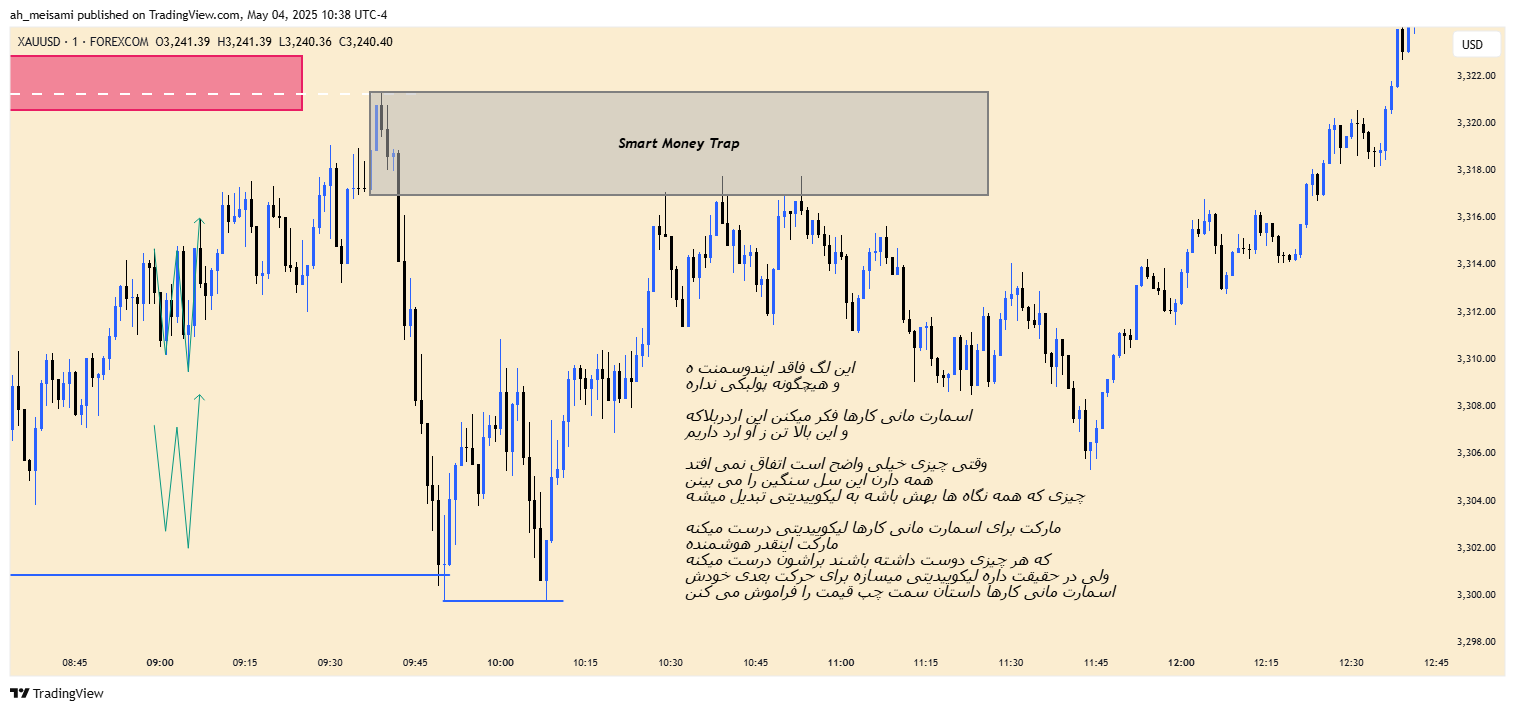 ah_meisami published on TradingView.com, May 04, 2025 10:38 UTC-4
XAUUSD · 1 · FOREXCOM O3,241.39 H3,241.39 L3,240.36 C3,240.40
USD
3,322.00
3,320.00
3,318.00
3,316.00
3,314.00
3,312.00
3,310.00
3,308.00
3,306.00
3,304.00
3,302.00
3,300.00
3,298.00
Smart Money Trap
این لگ فاقد ایندوسمنت ه
و هیچگونه پولبکی نداره
اسمارت مانی کارها فکر میکنن این اردربلاکه
و این بالا تن ز او ارد داریم
وقتی چیزی خیلی واضح است اتفاق نمی افتد
همه دارن این سل سنگین را می بینن
چیزی که همه نگاه ها بهش باشه به لیکوییدیتی تبدیل میشه
مارکت برای اسمارت مانی کارها لیکوییدیتی درست میکنه
مارکت اینقدر هوشمنده
که هر چیزی دوست داشته باشند براشون درست میکنه
ولی در حقیقت داره لیکوییدیتی میسازه برای حرکت بعدی خودش
اسمارت مانی کارها داستان سمت چپ قیمت را فراموش می کنن
08:45 09:00 09:15 09:30 09:45 10:00 10:15 10:30 10:45 11:00 11:15 11:30 11:45 12:00 12:15 12:30 12:45
TradingView